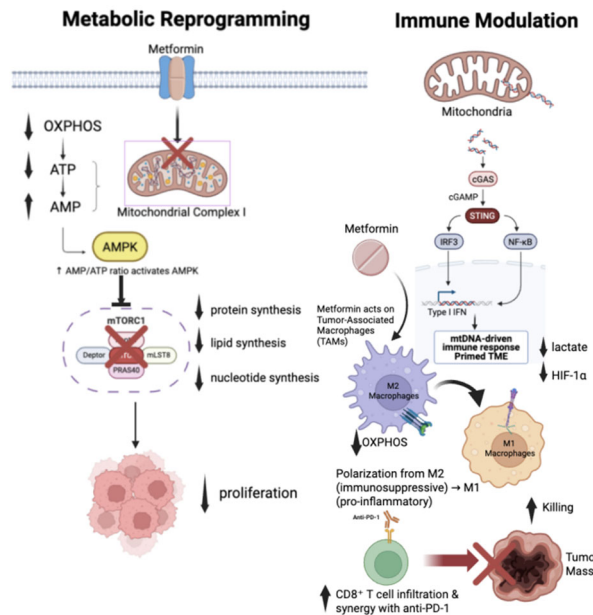 Metabolic Reprogramming
Metformin
OXPHOS
ATP
AMP
Mitochondrial Complex I
AMPK
↑ AMP/ATP ratio activates AMPK
mTORC1
Deptor
mLST8
PRAS40
protein synthesis
lipid synthesis
nucleotide synthesis
proliferation
Immune Modulation
Mitochondria
cGAS
cGAMP
STING
IRF3
NF-κB
Type I IFN
mtDNA-driven
immune response
Primed TME
lactate
HIF-1α
Metformin
Metformin acts on
Tumor-Associated
Macrophages
(TAMs)
M2
Macrophages
M1
Macrophages
OXPHOS
Polarization from M2
(immunosuppressive) → M1
(pro-inflammatory)
Anti-PD-1
Killing
Tumor
Mass
CD8⁺ T cell infiltration &
synergy with anti-PD-1